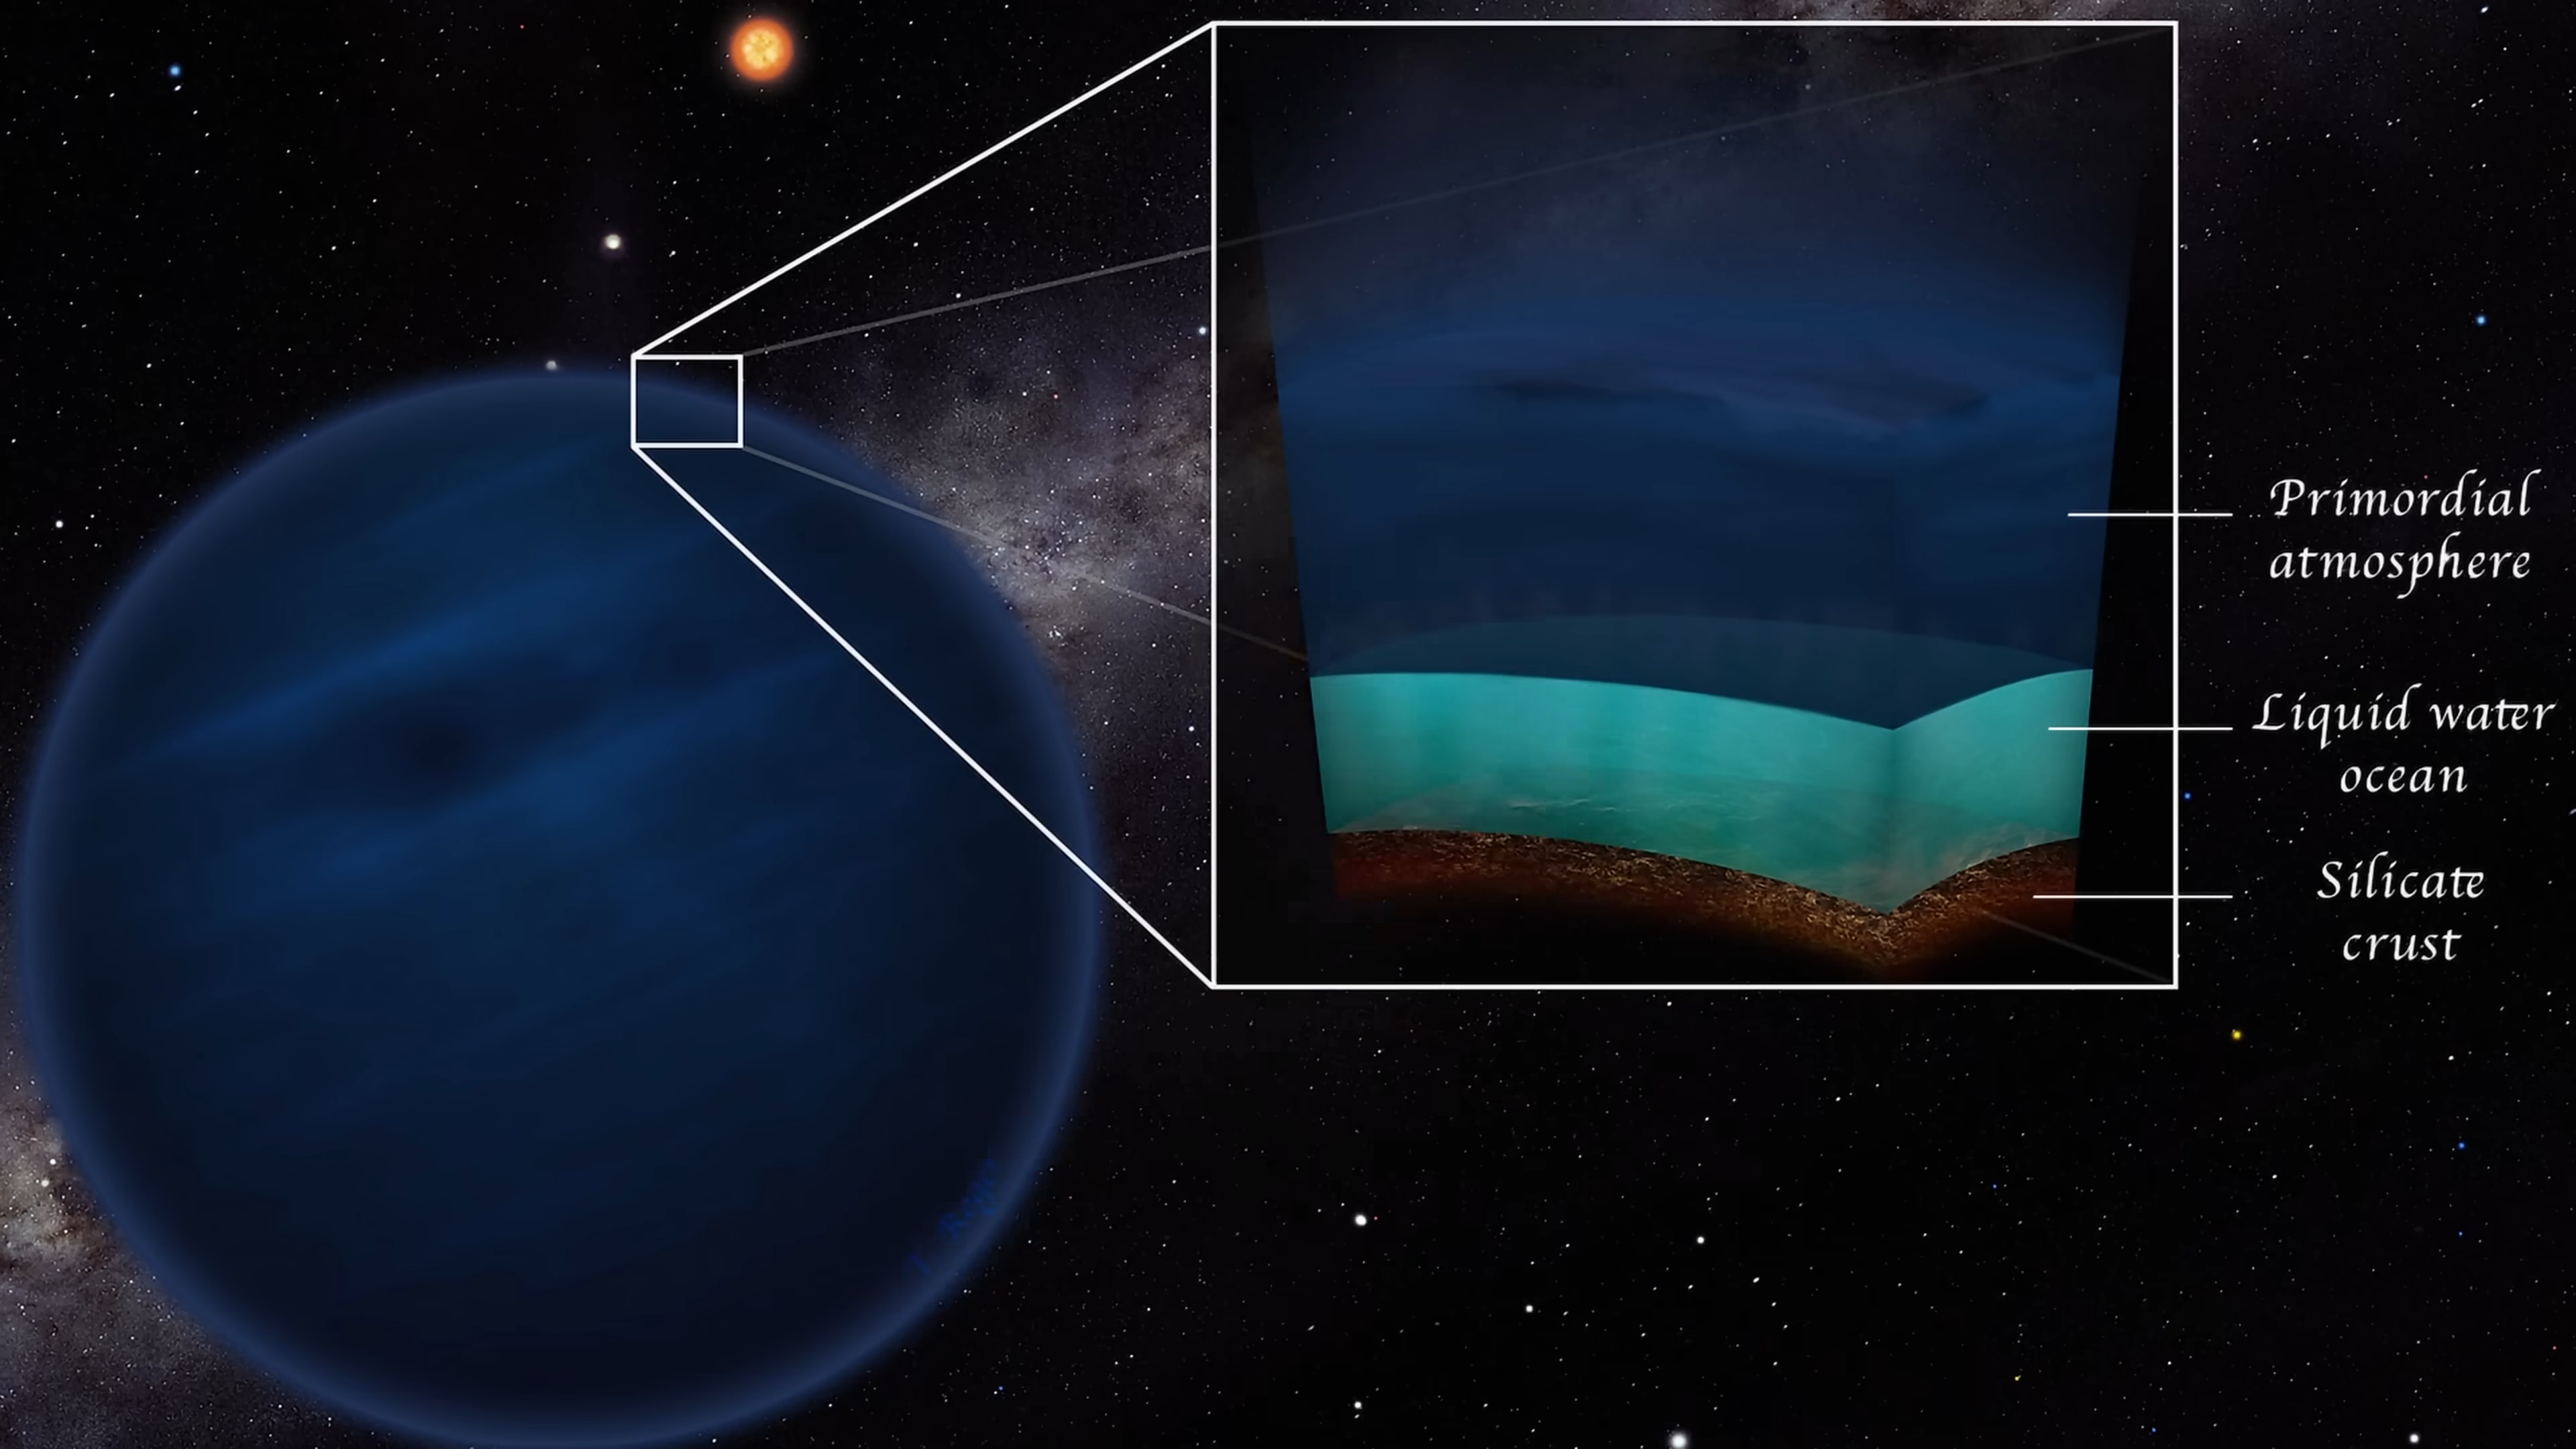 Primordial
atmosphere
Liquid water
ocean
Silicate
crust